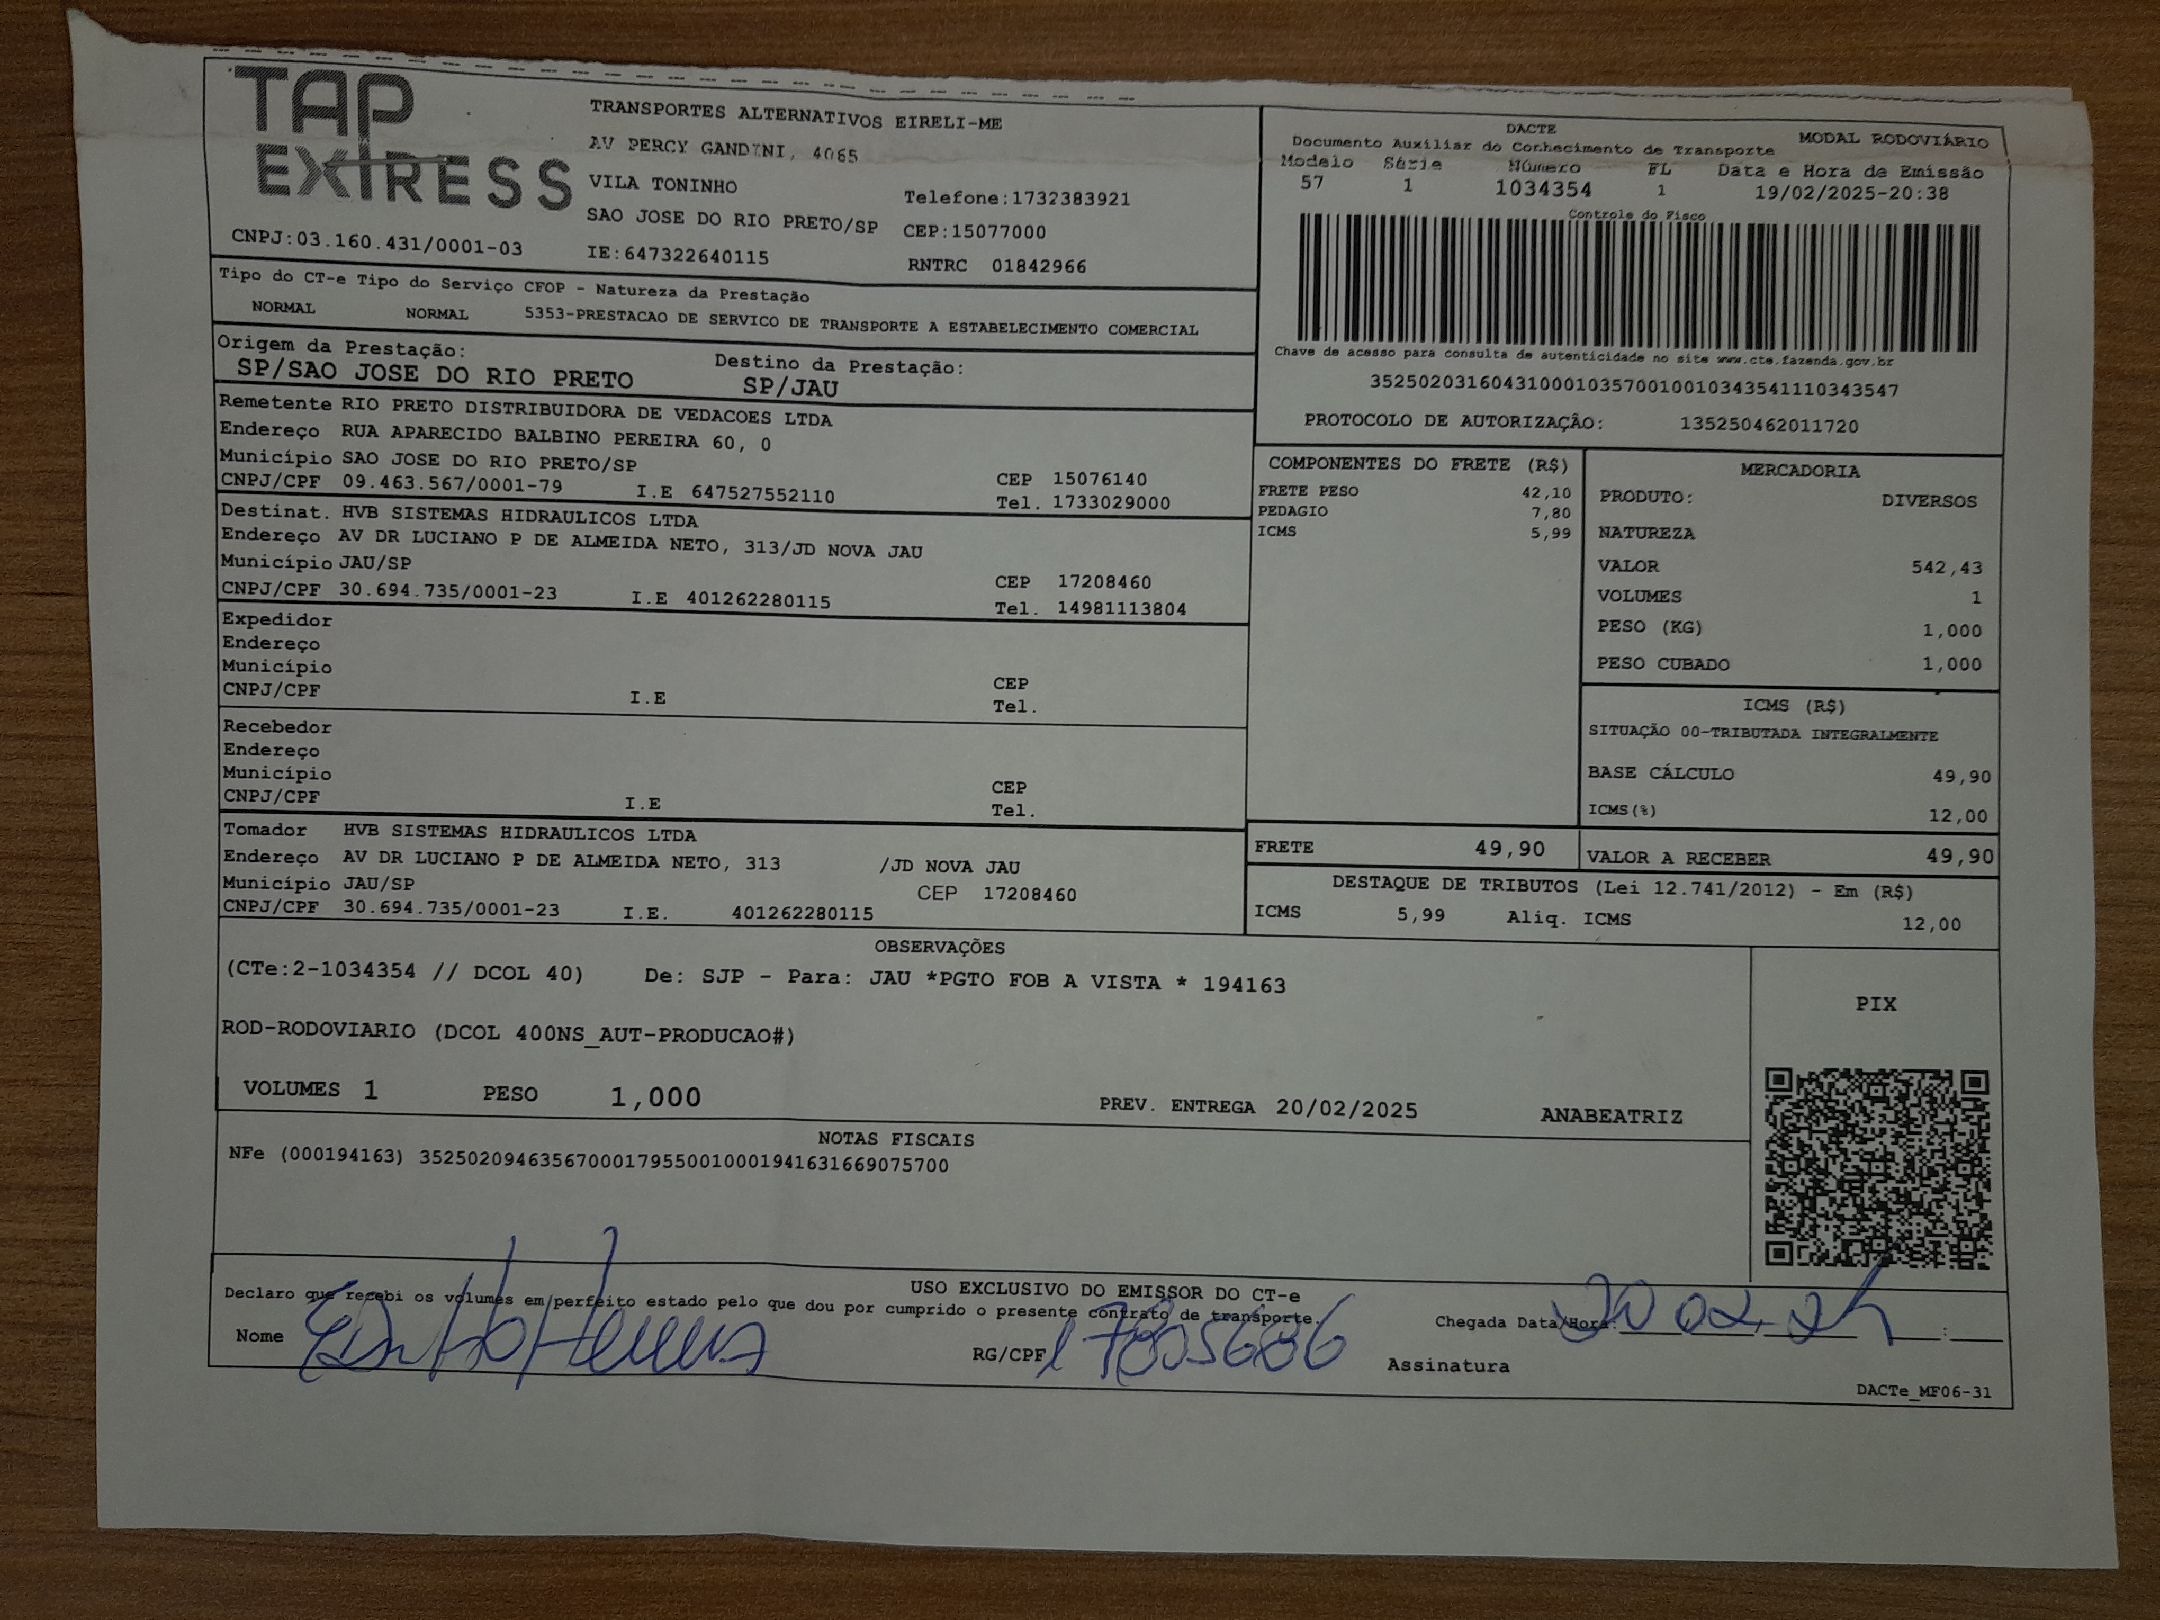 TAP
EXPRESS
TRANSPORTES ALTERNATIVOS EIRELI-ME
AV PERCY GANDINI, 4065
VILA TONINHO
Telefone:1732383921
SAO JOSE DO RIO PRETO/SP CEP:15077000
CNPJ:03.160.431/0001-03
IE:647322640115
RNTRC 01842966
DACTE
MODAL RODOVIÁRIO
Documento Auxiliar do Conhecimento de Transporte
Modelo Série Número FL Data e Hora de Emissão
57 1 1034354 1 19/02/2025-20:38
Controle do Fisco
Chave de acesso para consulta de autenticidade no site www.cte.fazenda.gov.br
35250203160431000103570010010343541110343547
PROTOCOLO DE AUTORIZAÇÃO: 135250462011720
Tipo do CT-e Tipo do Serviço CFOP - Natureza da Prestação
NORMAL NORMAL 5353-PRESTACAO DE SERVICO DE TRANSPORTE A ESTABELECIMENTO COMERCIAL
Origem da Prestação: Destino da Prestação:
SP/SAO JOSE DO RIO PRETO SP/JAU
Remetente RIO PRETO DISTRIBUIDORA DE VEDACOES LTDA
Endereço RUA APARECIDO BALBINO PEREIRA 60, 0
Município SAO JOSE DO RIO PRETO/SP CEP 15076140
CNPJ/CPF 09.463.567/0001-79 I.E 647527552110 Tel. 1733029000
Destinat. HVB SISTEMAS HIDRAULICOS LTDA
Endereço AV DR LUCIANO P DE ALMEIDA NETO, 313/JD NOVA JAU
Município JAU/SP CEP 17208460
CNPJ/CPF 30.694.735/0001-23 I.E 401262280115 Tel. 14981113804
Expedidor
Endereço
Município CEP
CNPJ/CPF I.E Tel.
Recebedor
Endereço
Município CEP
CNPJ/CPF I.E Tel.
Tomador HVB SISTEMAS HIDRAULICOS LTDA
Endereço AV DR LUCIANO P DE ALMEIDA NETO, 313 /JD NOVA JAU
Município JAU/SP CEP 17208460
CNPJ/CPF 30.694.735/0001-23 I.E. 401262280115
COMPONENTES DO FRETE (R$)
FRETE PESO 42,10
PEDAGIO 7,80
ICMS 5,99
MERCADORIA
PRODUTO: DIVERSOS
NATUREZA
VALOR 542,43
VOLUMES 1
PESO (KG) 1,000
PESO CUBADO 1,000
ICMS (R$)
SITUAÇÃO 00-TRIBUTADA INTEGRALMENTE
BASE CÁLCULO 49,90
ICMS(%) 12,00
FRETE 49,90 VALOR A RECEBER 49,90
DESTAQUE DE TRIBUTOS (Lei 12.741/2012) - Em (R$)
ICMS 5,99 Aliq. ICMS 12,00
OBSERVAÇÕES
(CTe:2-1034354 // DCOL 40) De: SJP - Para: JAU *PGTO FOB A VISTA * 194163
ROD-RODOVIARIO (DCOL 400NS_AUT-PRODUCAO#)
VOLUMES 1 PESO 1,000 PREV. ENTREGA 20/02/2025 ANABEATRIZ
PIX
NOTAS FISCAIS
NFe (000194163) 35250209463567000179550010001941631669075700
USO EXCLUSIVO DO EMISSOR DO CT-e
Declaro que recebi os volumes em perfeito estado pelo que dou por cumprido o presente contrato de transporte.
Nome RG/CPF Chegada Data/Hora: 20 02
Assinatura
DACTe_MF06-31